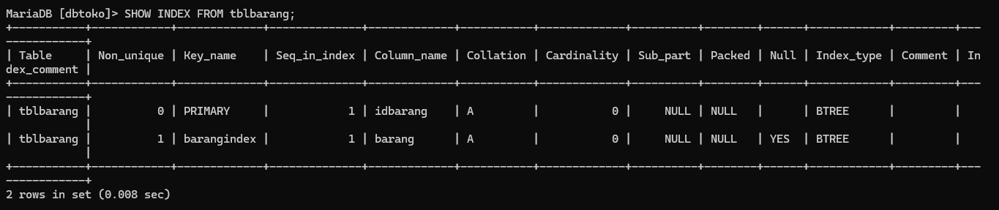 MariaDB [dbtoko]> SHOW INDEX FROM tblbarang;
+-----------+------------+-------------+--------------+-------------+-----------+-------------+----------+--------+------+------------+---------+---
------------+
| Table     | Non_unique | Key_name    | Seq_in_index | Column_name | Collation | Cardinality | Sub_part | Packed | Null | Index_type | Comment | In
dex_comment |
+-----------+------------+-------------+--------------+-------------+-----------+-------------+----------+--------+------+------------+---------+---
------------+
| tblbarang |          0 | PRIMARY     |            1 | idbarang    | A         |           0 |     NULL | NULL   |      | BTREE      |         |
            |
| tblbarang |          1 | barangindex |            1 | barang      | A         |           0 |     NULL | NULL   | YES  | BTREE      |         |
            |
+-----------+------------+-------------+--------------+-------------+-----------+-------------+----------+--------+------+------------+---------+---
------------+
2 rows in set (0.008 sec)